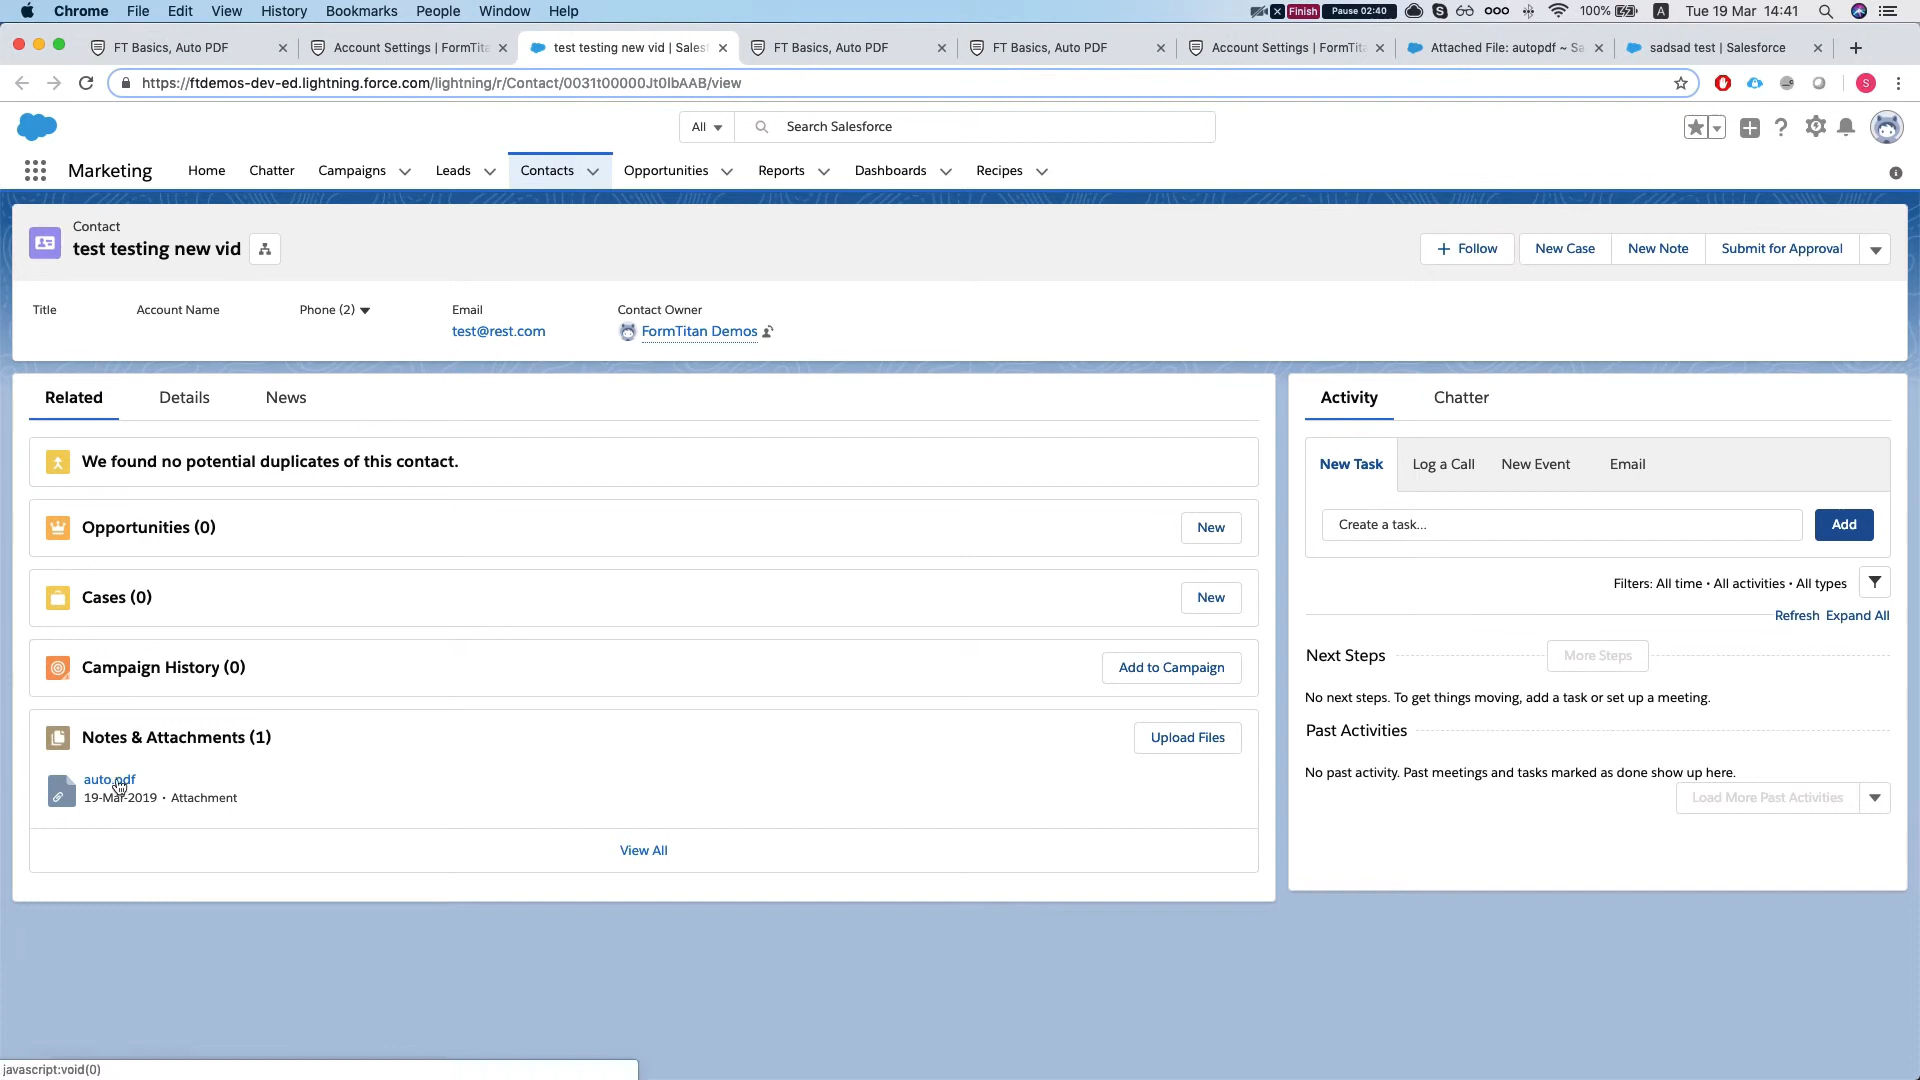 Chrome File Edit View History Bookmarks People Window Help Finish Pause 02:40 100% A Tue 19 Mar 14:41
FT Basics, Auto PDF Account Settings | FormTita test testing new vid | Salesf FT Basics, Auto PDF FT Basics, Auto PDF Account Settings | FormTita Attached File: autopdf ~ Sa sadsad test | Salesforce
https://ftdemos-dev-ed.lightning.force.com/lightning/r/Contact/0031t00000Jt0lbAAB/view S
All Search Salesforce
Marketing Home Chatter Campaigns Leads Contacts Opportunities Reports Dashboards Recipes
Contact
test testing new vid
Follow New Case New Note Submit for Approval
Title Account Name Phone (2) Email Contact Owner
test@rest.com FormTitan Demos
Related Details News
Activity Chatter
We found no potential duplicates of this contact.
New Task Log a Call New Event Email
Opportunities (0) New
Create a task... Add
Filters: All time • All activities • All types
Cases (0) New
Refresh Expand All
Next Steps More Steps
Campaign History (0) Add to Campaign
No next steps. To get things moving, add a task or set up a meeting.
Past Activities
Notes & Attachments (1) Upload Files
No past activity. Past meetings and tasks marked as done show up here.
auto.pdf
19-Mar-2019 • Attachment
Load More Past Activities
View All
javascript:void(0)